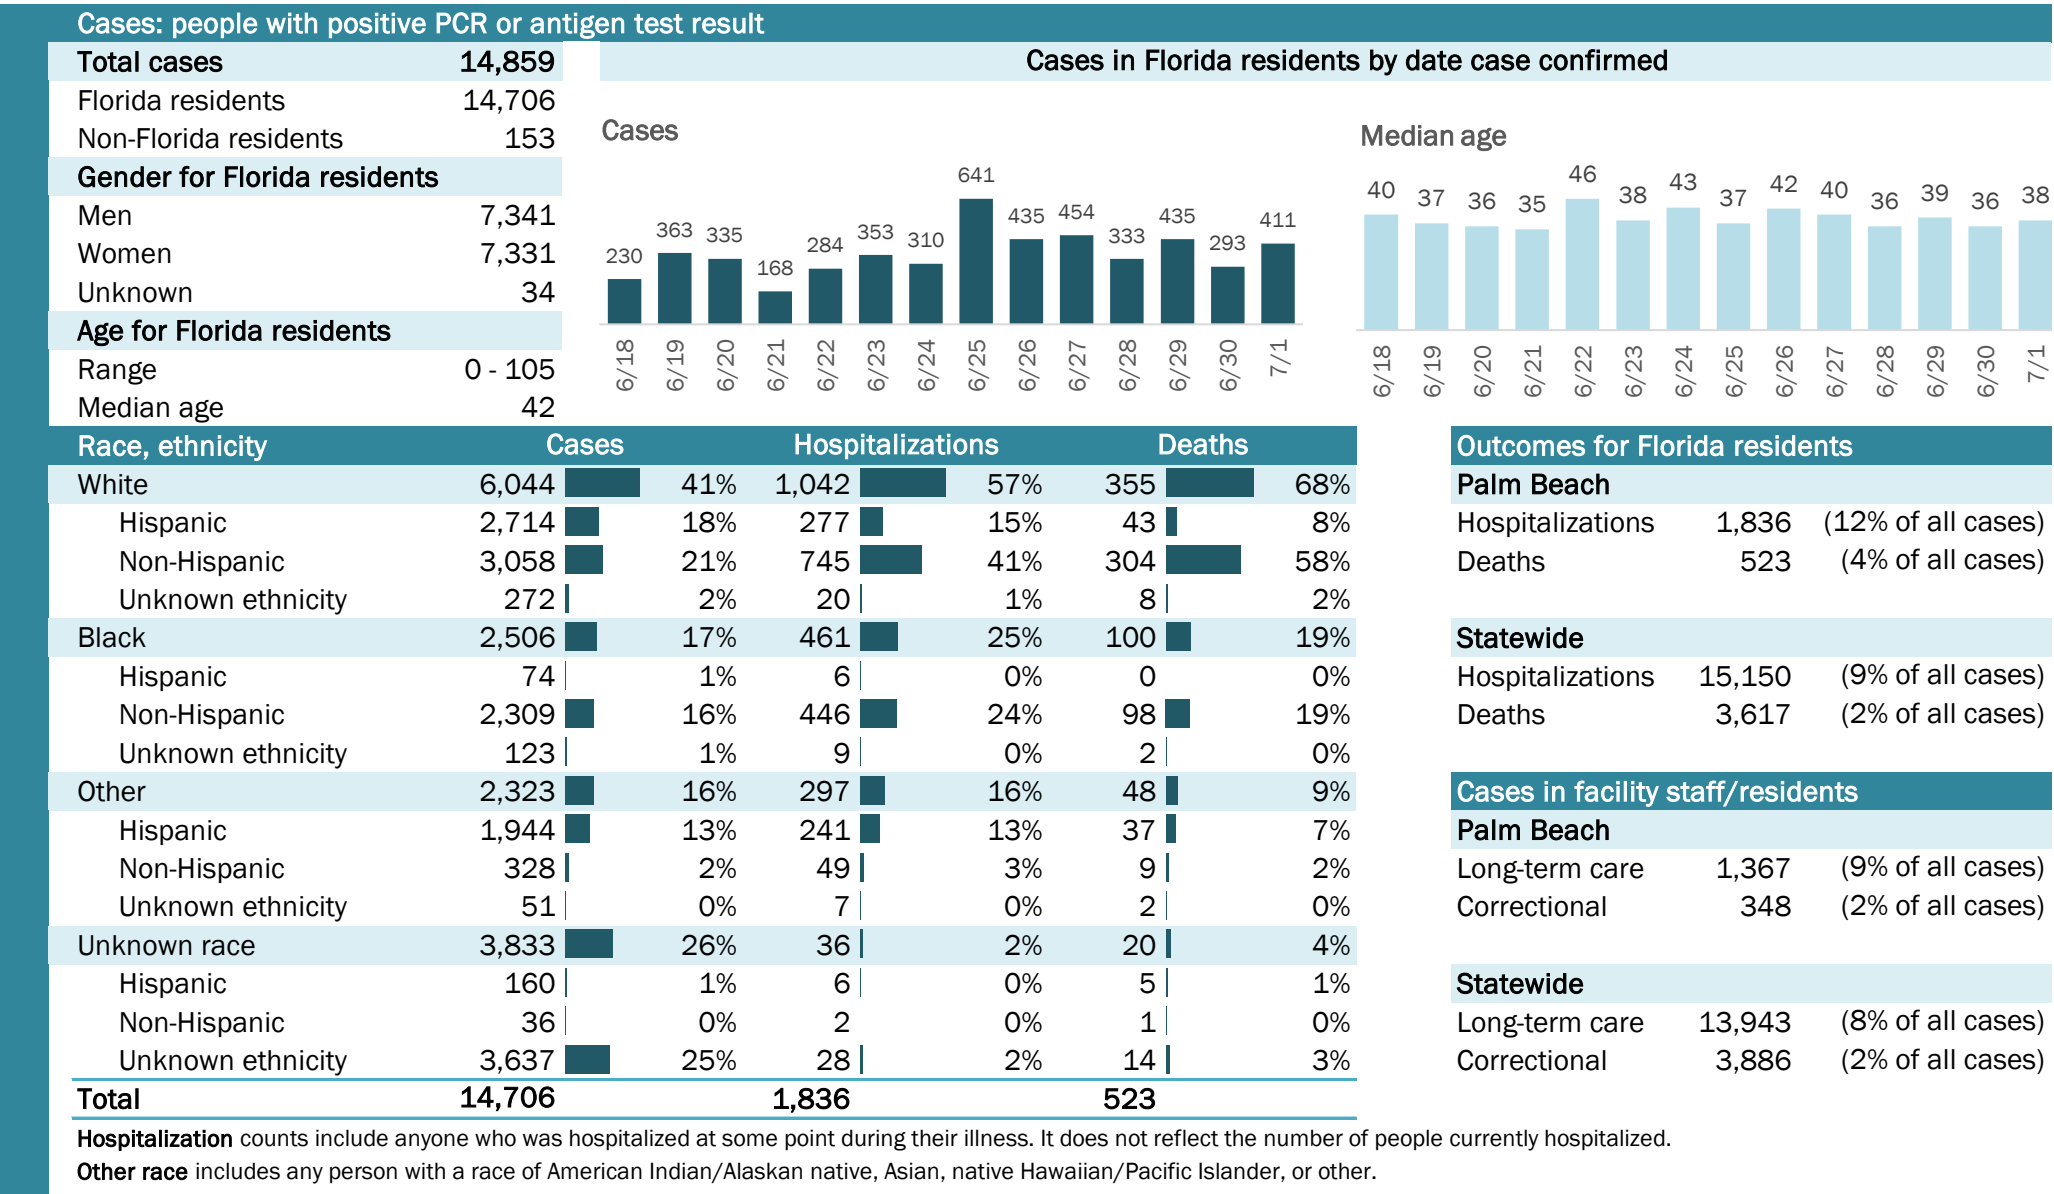 Cases: people with positive PCR or antigen test result
Total cases 14,859
Florida residents 14,706
Non-Florida residents 153
Gender for Florida residents
Men 7,341
Women 7,331
Unknown 34
Age for Florida residents
Range 0 - 105
Median age 42
Cases in Florida residents by date case confirmed
Cases
230 363 335 168 284 353 310 641 435 454 333 435 293 411
6/18 6/19 6/20 6/21 6/22 6/23 6/24 6/25 6/26 6/27 6/28 6/29 6/30 7/1
Median age
40 37 36 35 46 38 43 37 42 40 36 39 36 38
6/18 6/19 6/20 6/21 6/22 6/23 6/24 6/25 6/26 6/27 6/28 6/29 6/30 7/1
Race, ethnicity Cases Hospitalizations Deaths
White 6,044 41% 1,042 57% 355 68%
Hispanic 2,714 18% 277 15% 43 8%
Non-Hispanic 3,058 21% 745 41% 304 58%
Unknown ethnicity 272 2% 20 1% 8 2%
Black 2,506 17% 461 25% 100 19%
Hispanic 74 1% 6 0% 0 0%
Non-Hispanic 2,309 16% 446 24% 98 19%
Unknown ethnicity 123 1% 9 0% 2 0%
Other 2,323 16% 297 16% 48 9%
Hispanic 1,944 13% 241 13% 37 7%
Non-Hispanic 328 2% 49 3% 9 2%
Unknown ethnicity 51 0% 7 0% 2 0%
Unknown race 3,833 26% 36 2% 20 4%
Hispanic 160 1% 6 0% 5 1%
Non-Hispanic 36 0% 2 0% 1 0%
Unknown ethnicity 3,637 25% 28 2% 14 3%
Total 14,706 1,836 523
Outcomes for Florida residents
Palm Beach
Hospitalizations 1,836 (12% of all cases)
Deaths 523 (4% of all cases)
Statewide
Hospitalizations 15,150 (9% of all cases)
Deaths 3,617 (2% of all cases)
Cases in facility staff/residents
Palm Beach
Long-term care 1,367 (9% of all cases)
Correctional 348 (2% of all cases)
Statewide
Long-term care 13,943 (8% of all cases)
Correctional 3,886 (2% of all cases)
Hospitalization counts include anyone who was hospitalized at some point during their illness. It does not reflect the number of people currently hospitalized.
Other race includes any person with a race of American Indian/Alaskan native, Asian, native Hawaiian/Pacific Islander, or other.